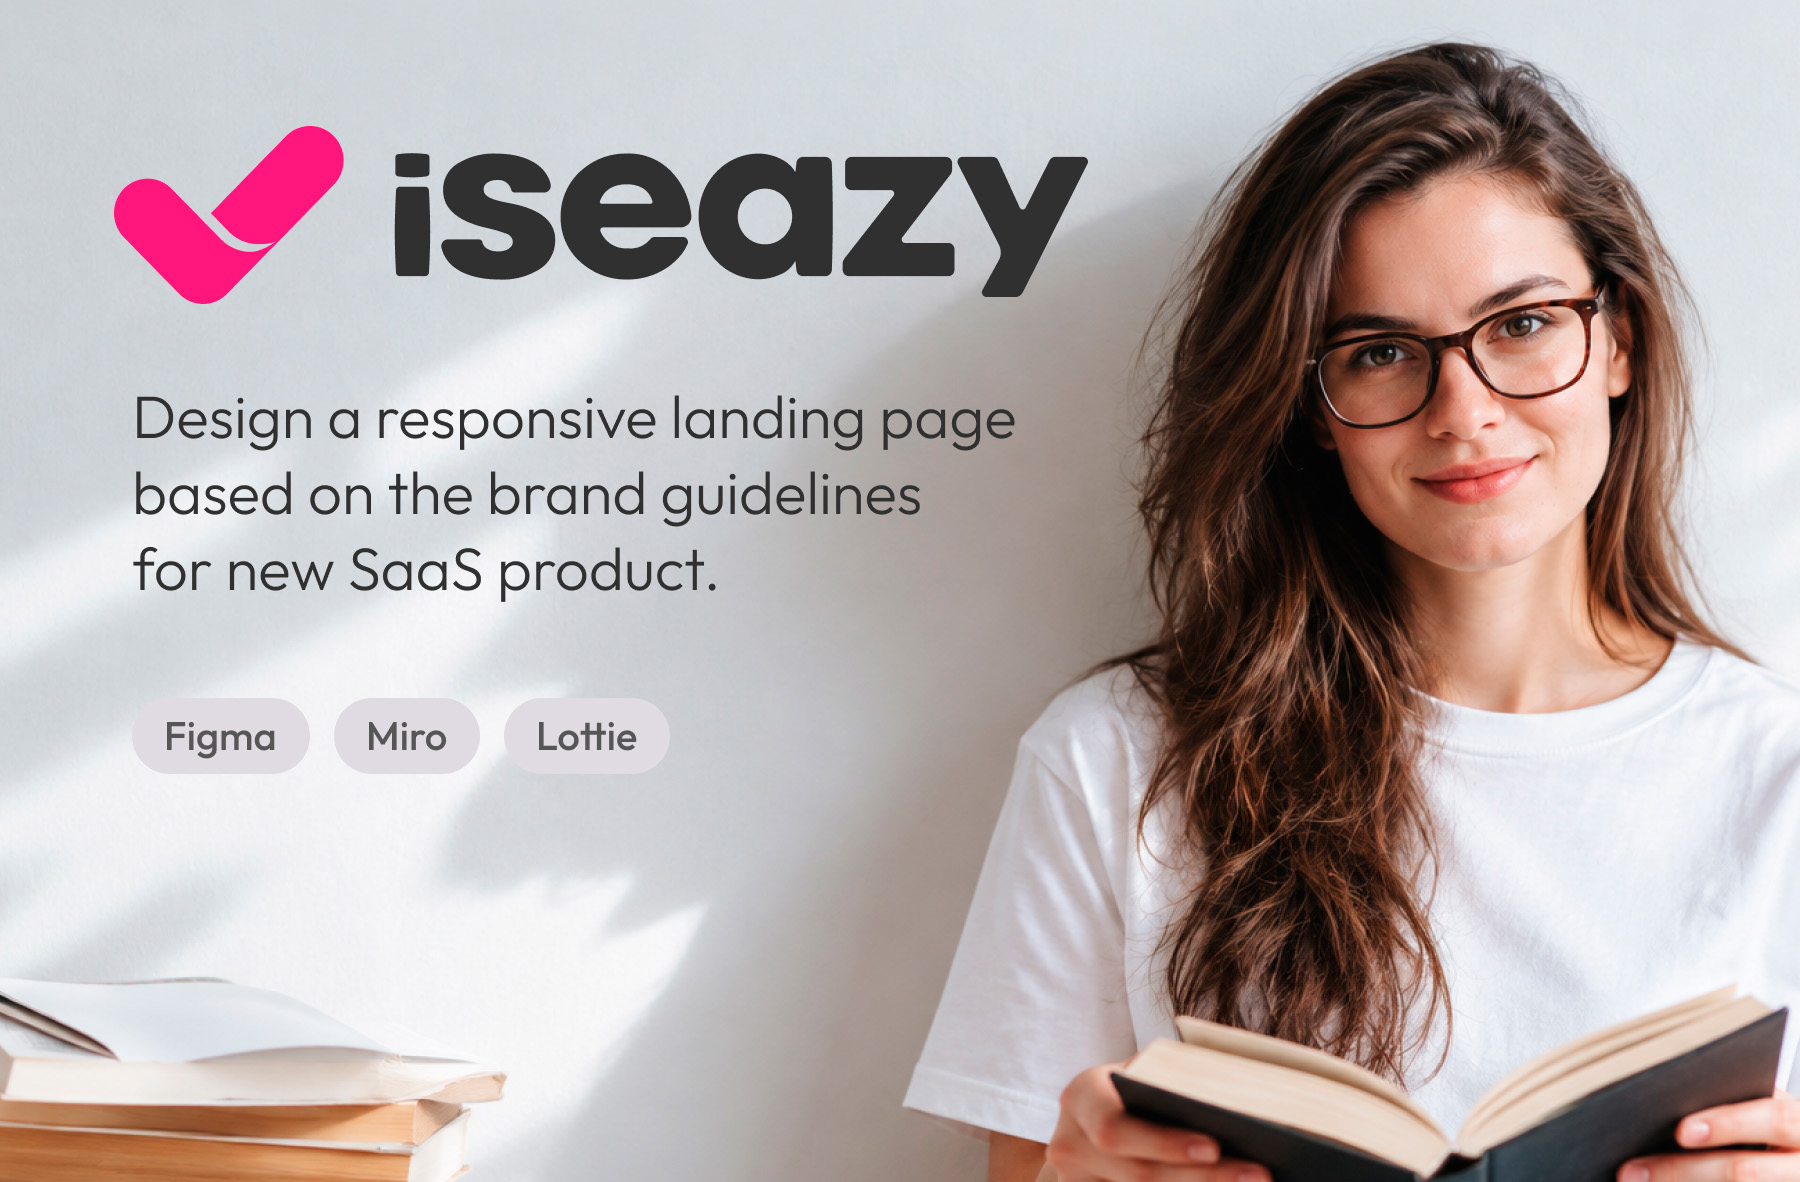 iseazy
Design a responsive landing page
based on the brand guidelines
for new SaaS product.
Figma
Miro
Lottie